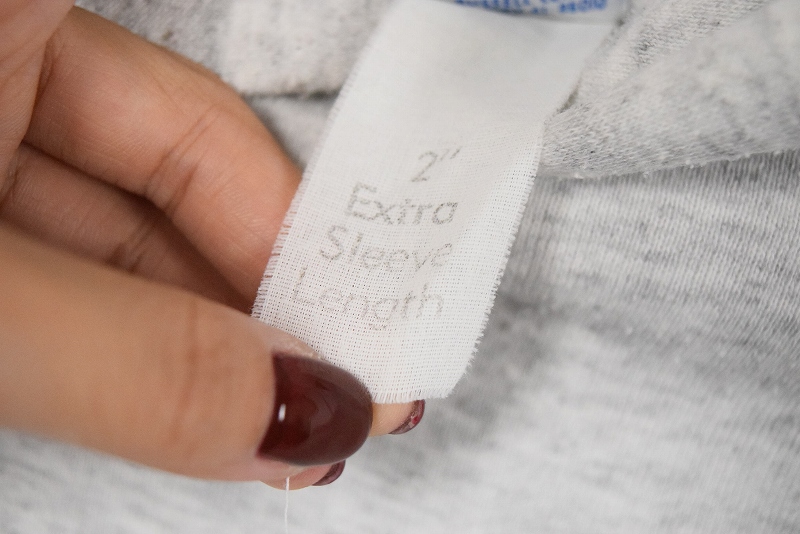 2"
Extra
Sleeve
Length